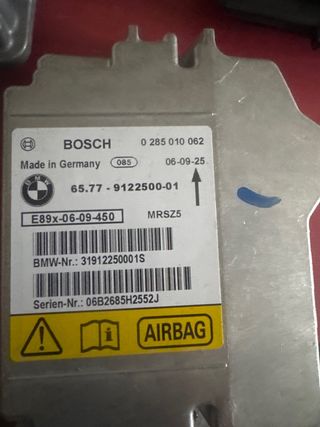 BOSCH 0 285 010 062
Made in Germany 085 06-09-25
BMW 65.77 - 9122500-01
E89x-06-09-450 MRSZ5
BMW-Nr.: 31912250001S
Serien-Nr.: 06B2685H2552J
AIRBAG